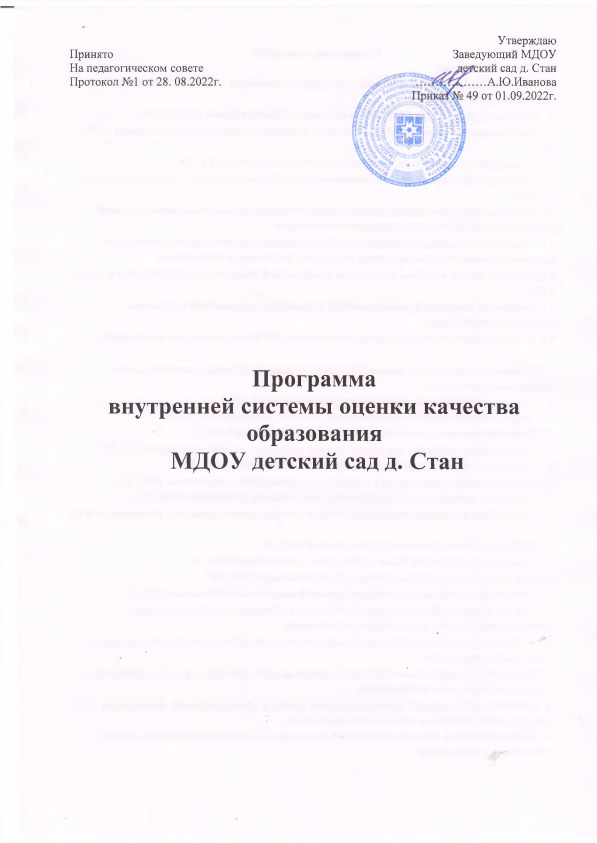 Утверждаю
Принято
Заведующий МДОУ
На педагогическом совете
детский сад д. Стан
Протокол №1 от 28. 08.2022г.
А.Ю.Иванова
Приказ № 49 от 01.09.2022г.
Программа
внутренней системы оценки качества
образования
МДОУ детский сад д. Стан